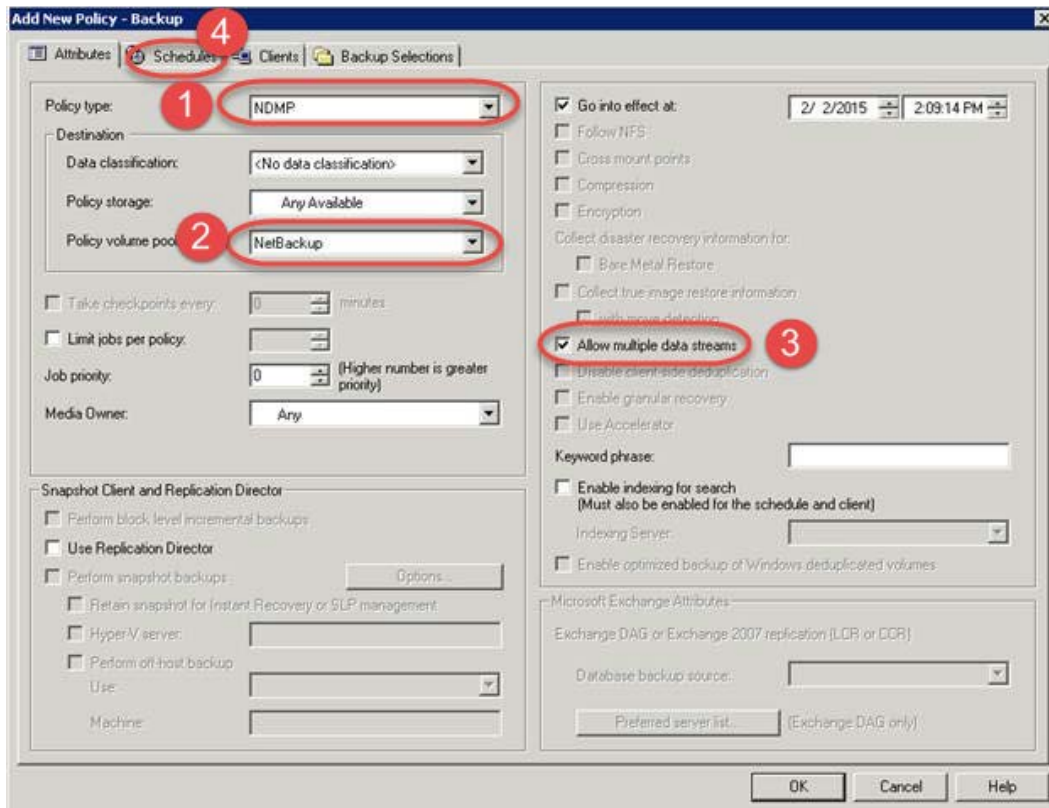 Add New Policy - Backup
4
Attributes
Schedules
Clients
Backup Selections
1
Policy type:
NDMP
Destination
Data classification:
<No data classification>
Policy storage:
Any Available
Policy volume poo
2
NetBackup
Take checkpoints every:
0
minutes
Limit jobs per policy:
Job priority:
0
(Higher number is greater
priority)
Media Owner:
Any
Snapshot Client and Replication Director
Perform block level incremental backups
Use Replication Director
Perform snapshot backups
Options...
Retain snapshot for Instant Recovery or SLP management
Hyper-V server:
Perform off-host backup
Use:
Machine:
Go into effect at:
2/ 2/2015
2:09:14 PM
Follow NFS
Cross mount points
Compression
Encryption
Collect disaster recovery information for:
Bare Metal Restore
Collect true image restore information
with move detection
Allow multiple data streams
3
Disable client-side deduplication
Enable granular recovery
Use Accelerator
Keyword phrase:
Enable indexing for search
(Must also be enabled for the schedule and client)
Indexing Server:
Enable optimized backup of Windows deduplicated volumes
Microsoft Exchange Attributes
Exchange DAG or Exchange 2007 replication (LCR or CCR)
Database backup source:
Preferred server list...
(Exchange DAG only)
OK
Cancel
Help